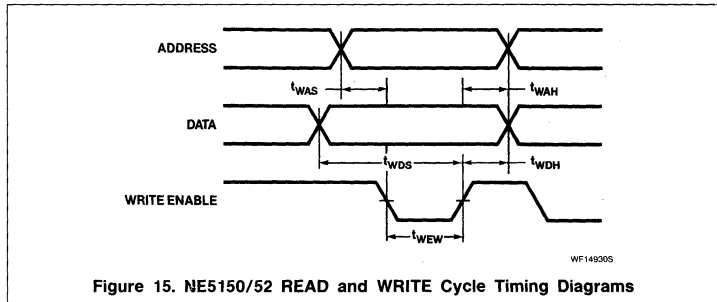 ADDRESS
tWAS
tWAH
DATA
tWDS
tWDH
WRITE ENABLE
tWEW
WF14930S
Figure 15. NE5150/52 READ and WRITE Cycle Timing Diagrams